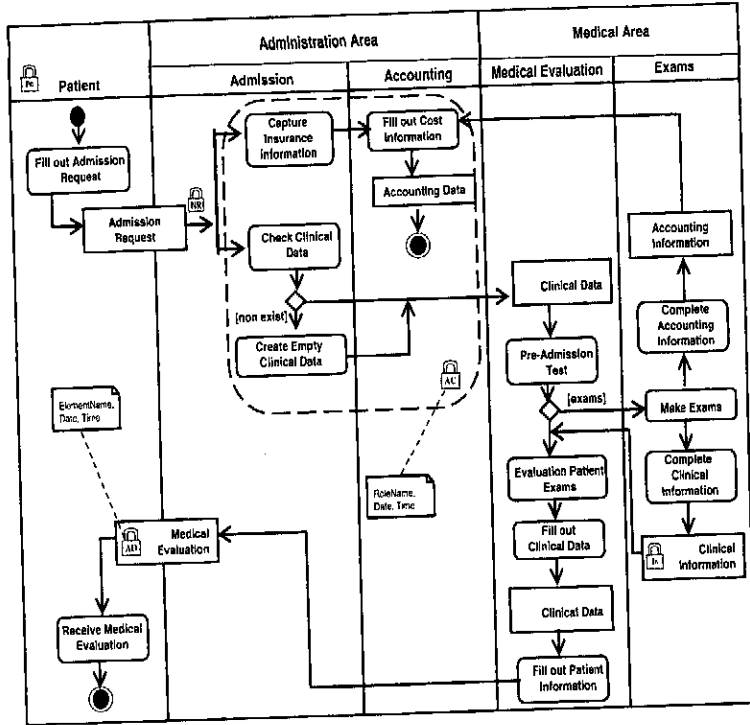 Administration Area
Medical Area
Patient
Admission
Accounting
Medical Evaluation
Exams
Fill out Admission
Request
Admission
Request
NR
Capture
Insurance
Information
Fill out Cost
Information
Accounting Data
Check Clinical
Data
[non exist]
Create Empty
Clinical Data
AC
Clinical Data
Pre-Admission
Test
[exams]
Accounting
Information
Complete
Accounting
Information
Make Exams
Complete
Clinical
Information
Clinical
Information
ElementName,
Date, Time
RoleName,
Date, Time
Evaluation Patient
Exams
Fill out
Clinical Data
Clinical Data
Fill out Patient
Information
AD
Medical
Evaluation
Receive Medical
Evaluation